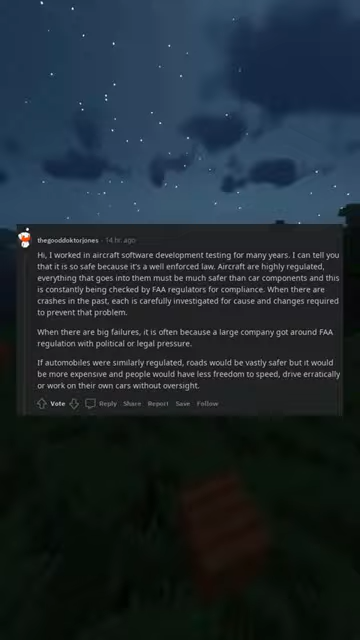 thegooddoktorjones · 14 hr. ago
Hi, I worked in aircraft software development testing for many years. I can tell you
that it is so safe because it's a well enforced law. Aircraft are highly regulated,
everything that goes into them must be much safer than car components and this
is constantly being checked by FAA regulators for compliance. When there are
crashes in the past, each is carefully investigated for cause and changes required
to prevent that problem.
When there are big failures, it is often because a large company got around FAA
regulation with political or legal pressure.
If automobiles were similarly regulated, roads would be vastly safer but it would
be more expensive and people would have less freedom to speed, drive erratically
or work on their own cars without oversight.
Vote Reply Share Report Save Follow